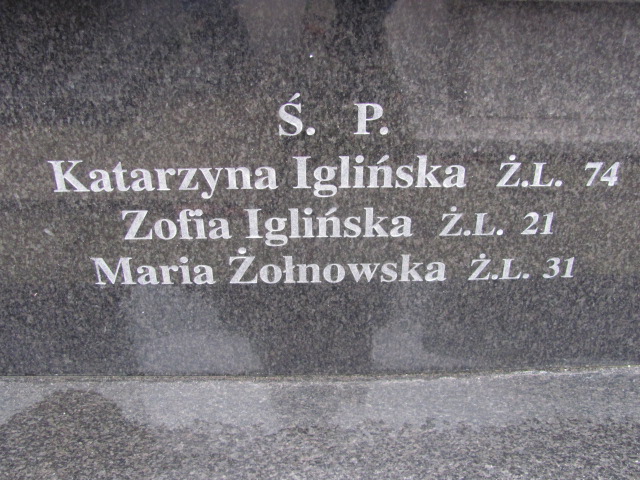 Ś. P.
Katarzyna Iglińska Ż.L. 74
Zofia Iglińska Ż.L. 21
Maria Żołnowska Ż.L. 31